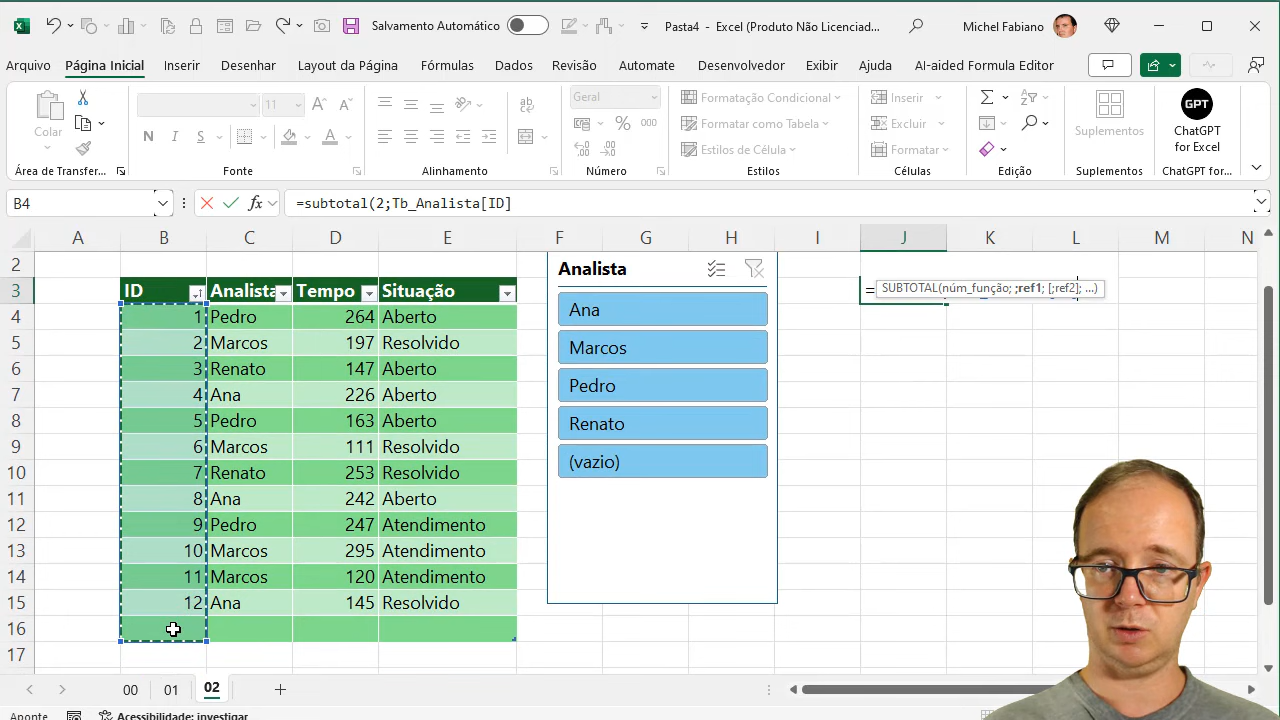 Salvamento Automático
Pasta4 - Excel (Produto Não Licenciad...
Michel Fabiano
Arquivo Página Inicial Inserir Desenhar Layout da Página Fórmulas Dados Revisão Automate Desenvolvedor Exibir Ajuda AI-aided Formula Editor
Colar
11
Geral
000
Formatação Condicional
Formatar como Tabela
Estilos de Célula
Inserir
Excluir
Formatar
Suplementos
GPT
ChatGPT
for Excel
Área de Transfer... Fonte Alinhamento Número Estilos Células Edição Suplementos ChatGPT for...
B4 fx =subtotal(2;Tb_Analista[ID]
A B C D E F G H I J K L M N
2
3 ID Analista Tempo Situação
4 1 Pedro 264 Aberto
5 2 Marcos 197 Resolvido
6 3 Renato 147 Aberto
7 4 Ana 226 Aberto
8 5 Pedro 163 Aberto
9 6 Marcos 111 Resolvido
10 7 Renato 253 Resolvido
11 8 Ana 242 Aberto
12 9 Pedro 247 Atendimento
13 10 Marcos 295 Atendimento
14 11 Marcos 120 Atendimento
15 12 Ana 145 Resolvido
16
17
Analista
Ana
Marcos
Pedro
Renato
(vazio)
=
SUBTOTAL(núm_função; ;ref1; [;ref2]; ...)
00 01 02
Aponte
Acessibilidade: investigar